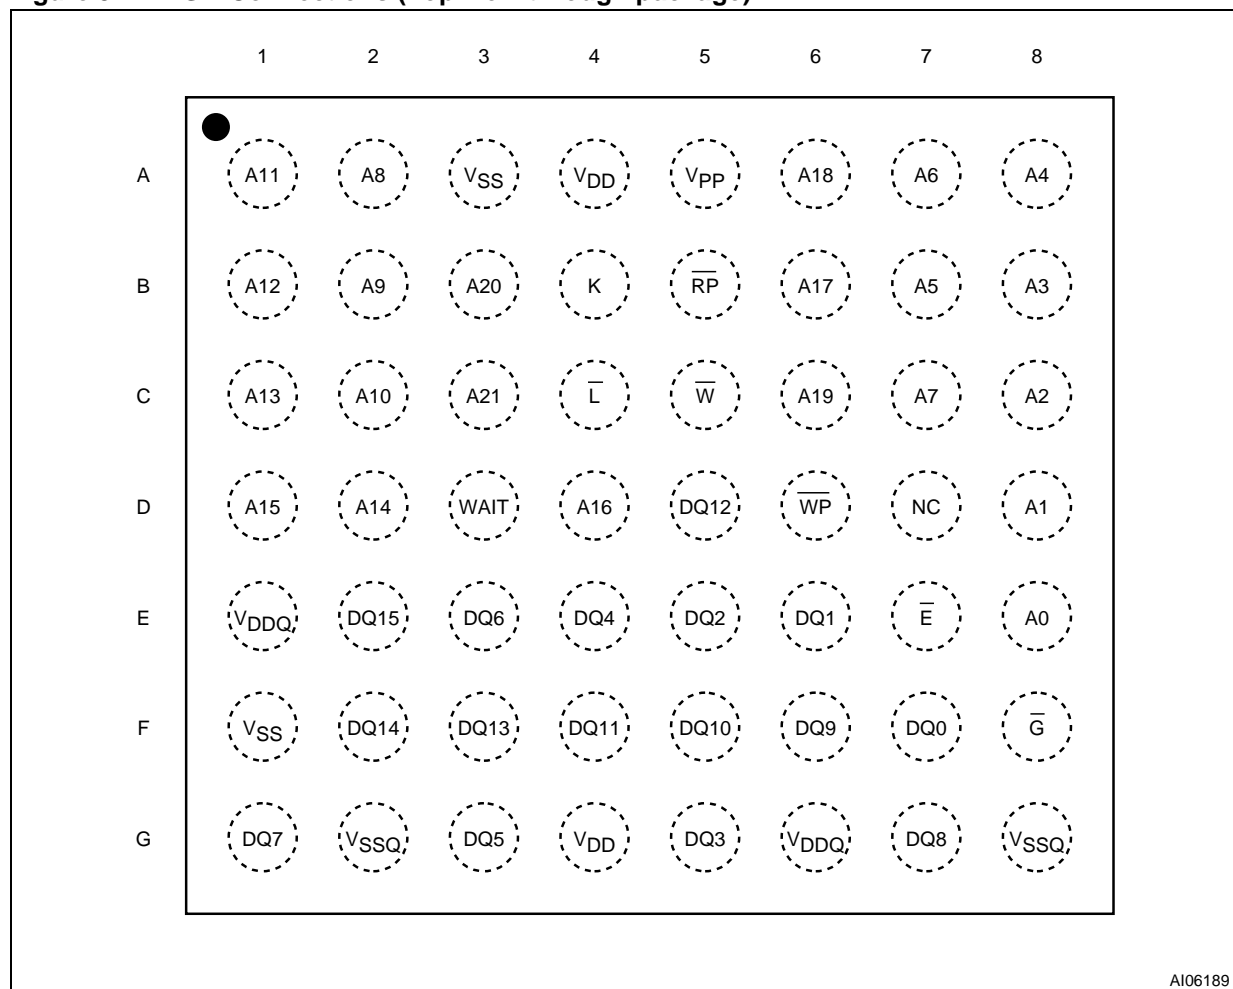 1 2 3 4 5 6 7 8
A A11 A8 VSS VDD VPP A18 A6 A4
B A12 A9 A20 K R̅P̅ A17 A5 A3
C A13 A10 A21 L̅ W̅ A19 A7 A2
D A15 A14 WAIT A16 DQ12 W̅P̅ NC A1
E VDDQ DQ15 DQ6 DQ4 DQ2 DQ1 E̅ A0
F VSS DQ14 DQ13 DQ11 DQ10 DQ9 DQ0 G̅
G DQ7 VSSQ DQ5 VDD DQ3 VDDQ DQ8 VSSQ
AI06189